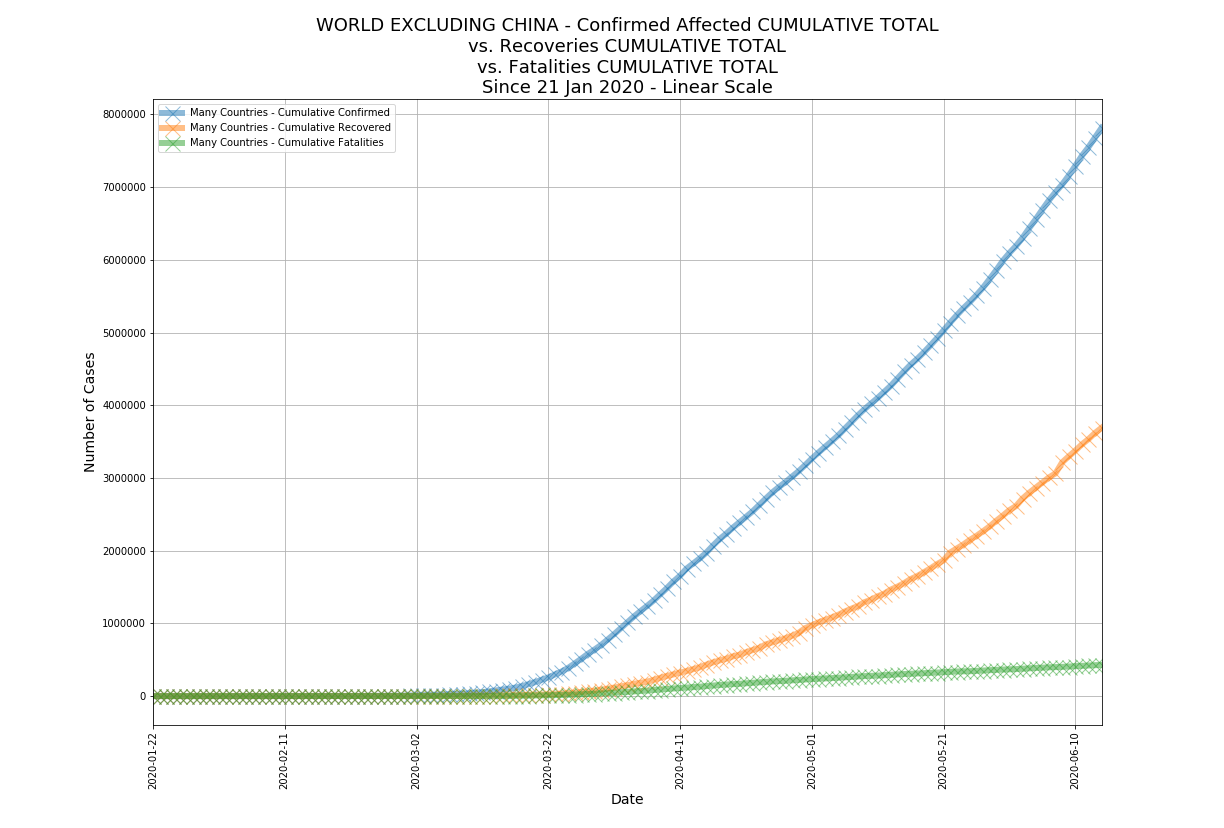 WORLD EXCLUDING CHINA - Confirmed Affected CUMULATIVE TOTAL
vs. Recoveries CUMULATIVE TOTAL
vs. Fatalities CUMULATIVE TOTAL
Since 21 Jan 2020 - Linear Scale
Many Countries - Cumulative Confirmed
Many Countries - Cumulative Recovered
Many Countries - Cumulative Fatalities
Number of Cases
8000000
7000000
6000000
5000000
4000000
3000000
2000000
1000000
0
2020-01-22
2020-02-11
2020-03-02
2020-03-22
2020-04-11
2020-05-01
2020-05-21
2020-06-10
Date